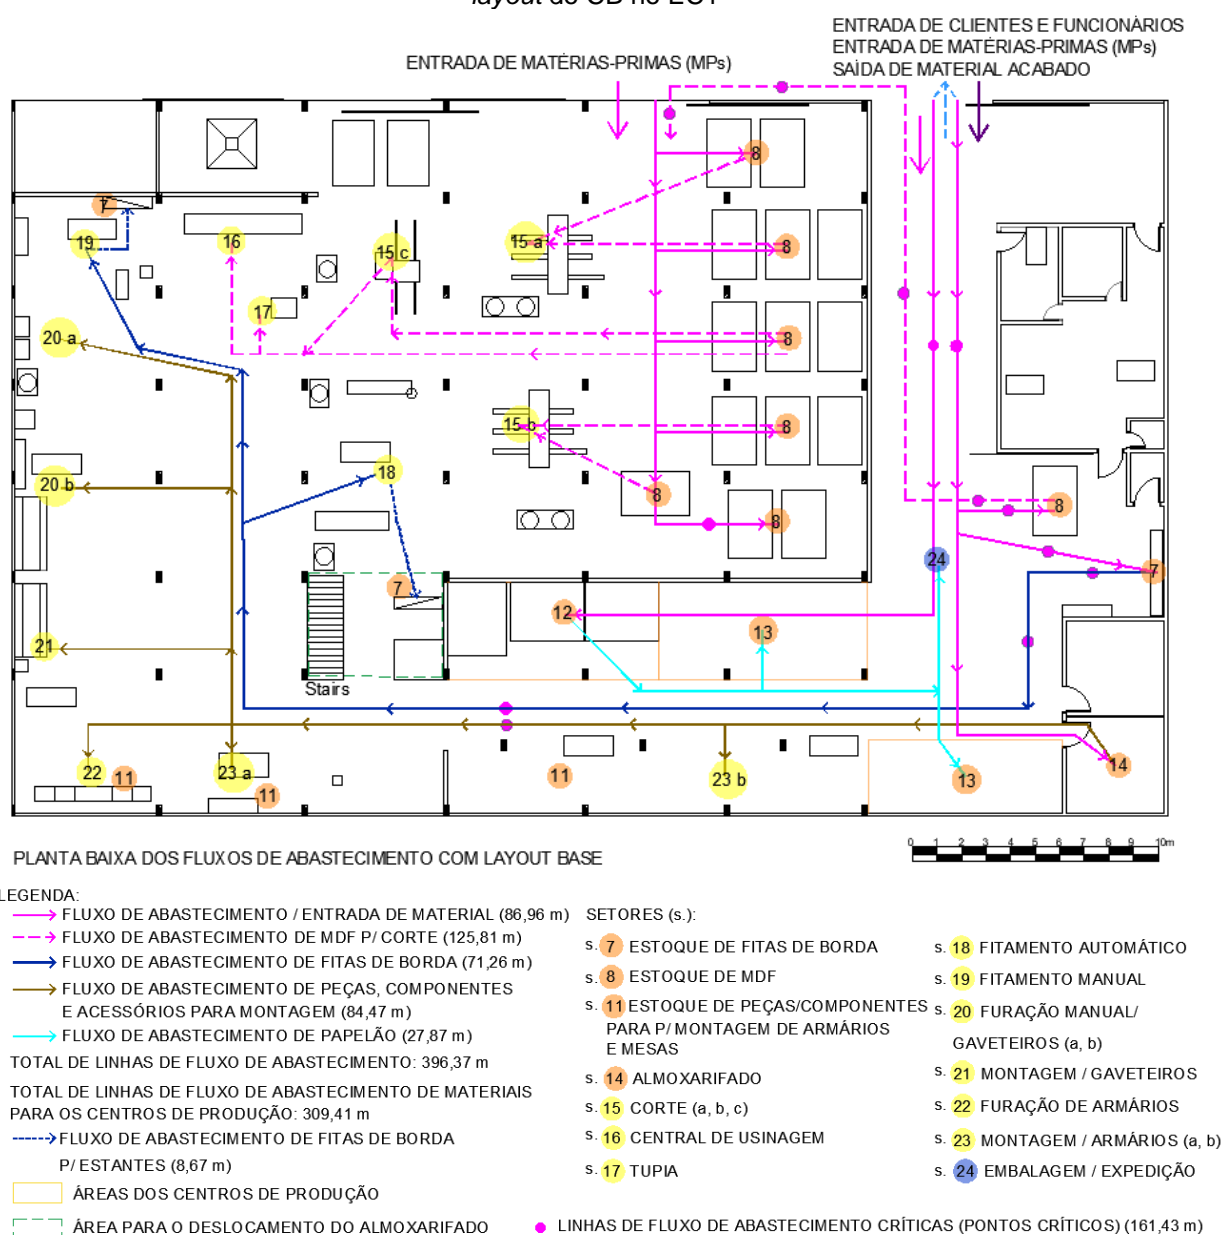 layout do CD no EC1
ENTRADA DE CLIENTES E FUNCIONÁRIOS
ENTRADA DE MATÉRIAS-PRIMAS (MPs)
ENTRADA DE MATÉRIAS-PRIMAS (MPs)
SAÍDA DE MATERIAL ACABADO
8
7
19
16
15 a
15 c
8
17
20 a
8
15 b
8
18
20 b
8
8
8
24
7
7
12
13
21
Stairs
22
11
23 a
11
11
23 b
13
14
PLANTA BAIXA DOS FLUXOS DE ABASTECIMENTO COM LAYOUT BASE
0 1 2 3 4 5 6 7 8 9 10m
LEGENDA:
FLUXO DE ABASTECIMENTO / ENTRADA DE MATERIAL (86,96 m)
FLUXO DE ABASTECIMENTO DE MDF P/ CORTE (125,81 m)
FLUXO DE ABASTECIMENTO DE FITAS DE BORDA (71,26 m)
FLUXO DE ABASTECIMENTO DE PEÇAS, COMPONENTES
E ACESSÓRIOS PARA MONTAGEM (84,47 m)
FLUXO DE ABASTECIMENTO DE PAPELÃO (27,87 m)
TOTAL DE LINHAS DE FLUXO DE ABASTECIMENTO: 396,37 m
TOTAL DE LINHAS DE FLUXO DE ABASTECIMENTO DE MATERIAIS
PARA OS CENTROS DE PRODUÇÃO: 309,41 m
FLUXO DE ABASTECIMENTO DE FITAS DE BORDA
P/ ESTANTES (8,67 m)
ÁREAS DOS CENTROS DE PRODUÇÃO
ÁREA PARA O DESLOCAMENTO DO ALMOXARIFADO
SETORES (s.):
s. 7 ESTOQUE DE FITAS DE BORDA
s. 8 ESTOQUE DE MDF
s. 11 ESTOQUE DE PEÇAS/COMPONENTES
PARA P/ MONTAGEM DE ARMÁRIOS
E MESAS
s. 14 ALMOXARIFADO
s. 15 CORTE (a, b, c)
s. 16 CENTRAL DE USINAGEM
s. 17 TUPIA
s. 18 FITAMENTO AUTOMÁTICO
s. 19 FITAMENTO MANUAL
s. 20 FURAÇÃO MANUAL/
GAVETEIROS (a, b)
s. 21 MONTAGEM / GAVETEIROS
s. 22 FURAÇÃO DE ARMÁRIOS
s. 23 MONTAGEM / ARMÁRIOS (a, b)
s. 24 EMBALAGEM / EXPEDIÇÃO
LINHAS DE FLUXO DE ABASTECIMENTO CRÍTICAS (PONTOS CRÍTICOS) (161,43 m)